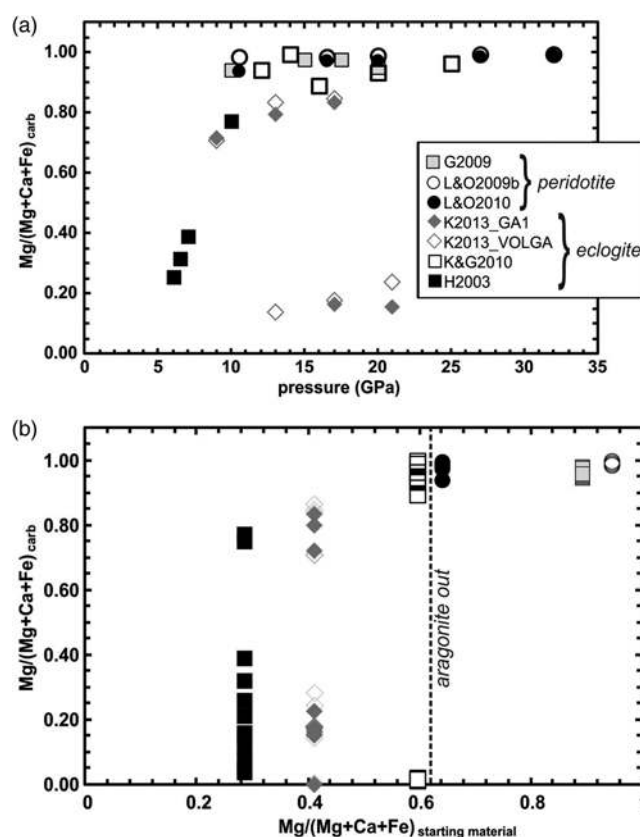 (a)
1.00
0.80
0.60
0.40
0.20
0.00
Mg/(Mg+Ca+Fe)carb
0 5 10 15 20 25 30 35
pressure (GPa)
G2009
L&O2009b
L&O2010
peridotite
K2013_GA1
K2013_VOLGA
K&G2010
H2003
eclogite
(b)
1.00
0.80
0.60
0.40
0.20
0.00
Mg/(Mg+Ca+Fe)carb
aragonite out
0 0.2 0.4 0.6 0.8 1
Mg/(Mg+Ca+Fe)starting material